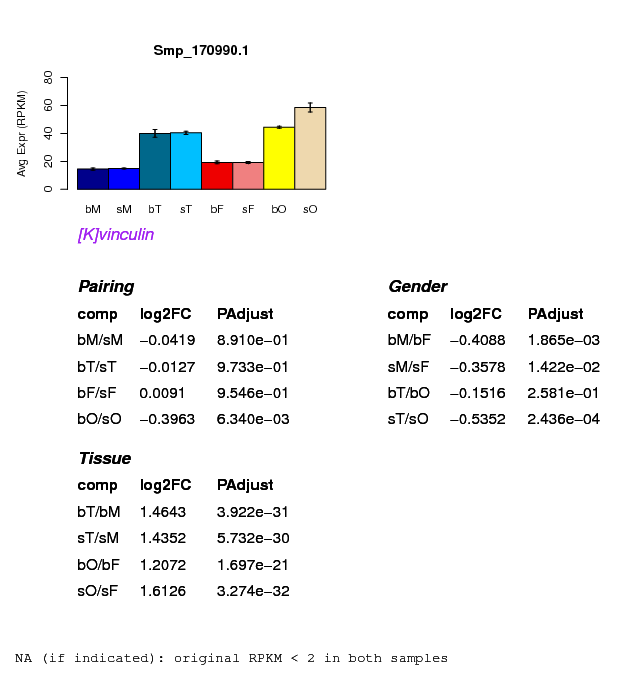 Smp_170990.1
Avg Expr (RPKM)
0 20 40 60 80
bM sM bT sT bF sF bO sO
[K]vinculin
Pairing
comp log2FC PAdjust
bM/sM −0.0419 8.910e−01
bT/sT −0.0127 9.733e−01
bF/sF 0.0091 9.546e−01
bO/sO −0.3963 6.340e−03
Gender
comp log2FC PAdjust
bM/bF −0.4088 1.865e−03
sM/sF −0.3578 1.422e−02
bT/bO −0.1516 2.581e−01
sT/sO −0.5352 2.436e−04
Tissue
comp log2FC PAdjust
bT/bM 1.4643 3.922e−31
sT/sM 1.4352 5.732e−30
bO/bF 1.2072 1.697e−21
sO/sF 1.6126 3.274e−32
NA (if indicated): original RPKM < 2 in both samples